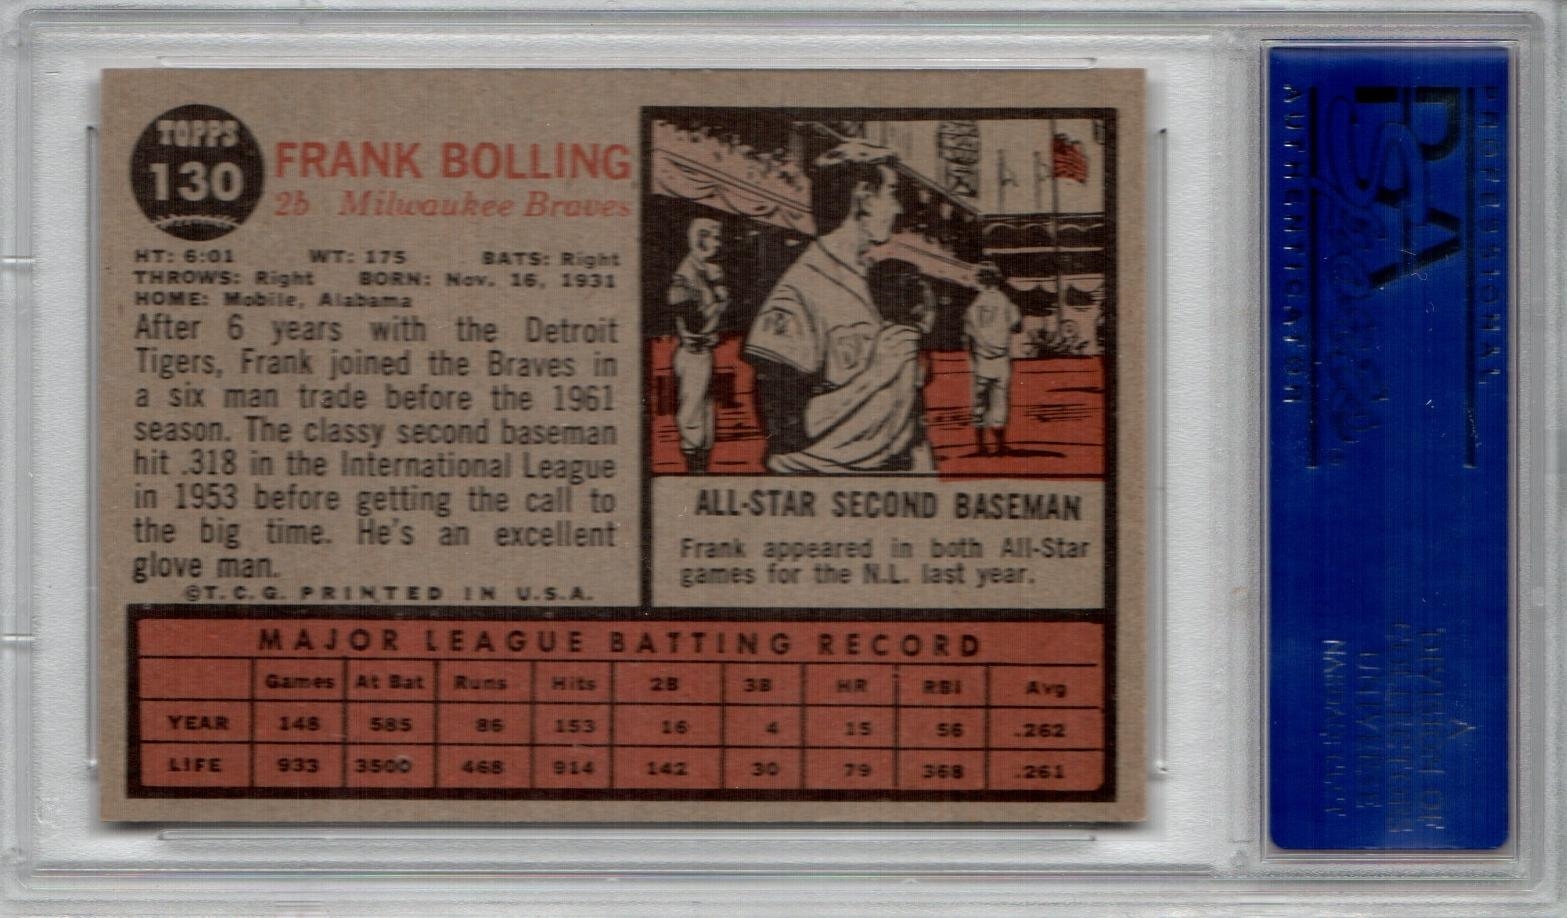 TOPPS
130
FRANK BOLLING
2b Milwaukee Braves
HT: 6:01 WT: 175 BATS: Right
THROWS: Right BORN: Nov. 16, 1931
HOME: Mobile, Alabama
After 6 years with the Detroit
Tigers, Frank joined the Braves in
a six man trade before the 1961
season. The classy second baseman
hit .318 in the International League
in 1953 before getting the call to
the big time. He's an excellent
glove man.
©T.C.G. PRINTED IN U.S.A.
ALL-STAR SECOND BASEMAN
Frank appeared in both All-Star
games for the N.L. last year.
MAJOR LEAGUE BATTING RECORD
Games At Bat Runs Hits 2B 3B HR RBI Avg
YEAR 148 585 86 153 16 4 15 56 .262
LIFE 933 3500 468 914 142 30 79 368 .261
PROFESSIONAL
PSA
AUTHENTICATION
A
DIVISION OF
COLLECTORS
UNIVERSE